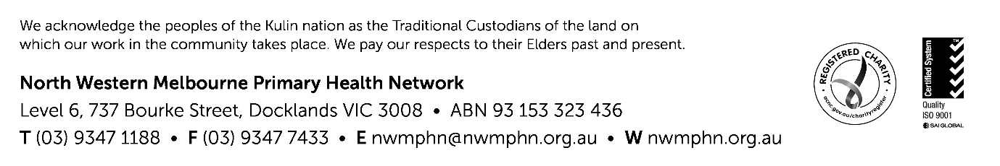 We acknowledge the peoples of the Kulin nation as the Traditional Custodians of the land on
which our work in the community takes place. We pay our respects to their Elders past and present.
North Western Melbourne Primary Health Network
Level 6, 737 Bourke Street, Docklands VIC 3008 • ABN 93 153 323 436
T (03) 9347 1188 • F (03) 9347 7433 • E nwmphn@nwmphn.org.au • W nwmphn.org.au
REGISTERED CHARITY
acnc.gov.au/charityregister
Certified System
TM
Quality
ISO 9001
SAI GLOBAL